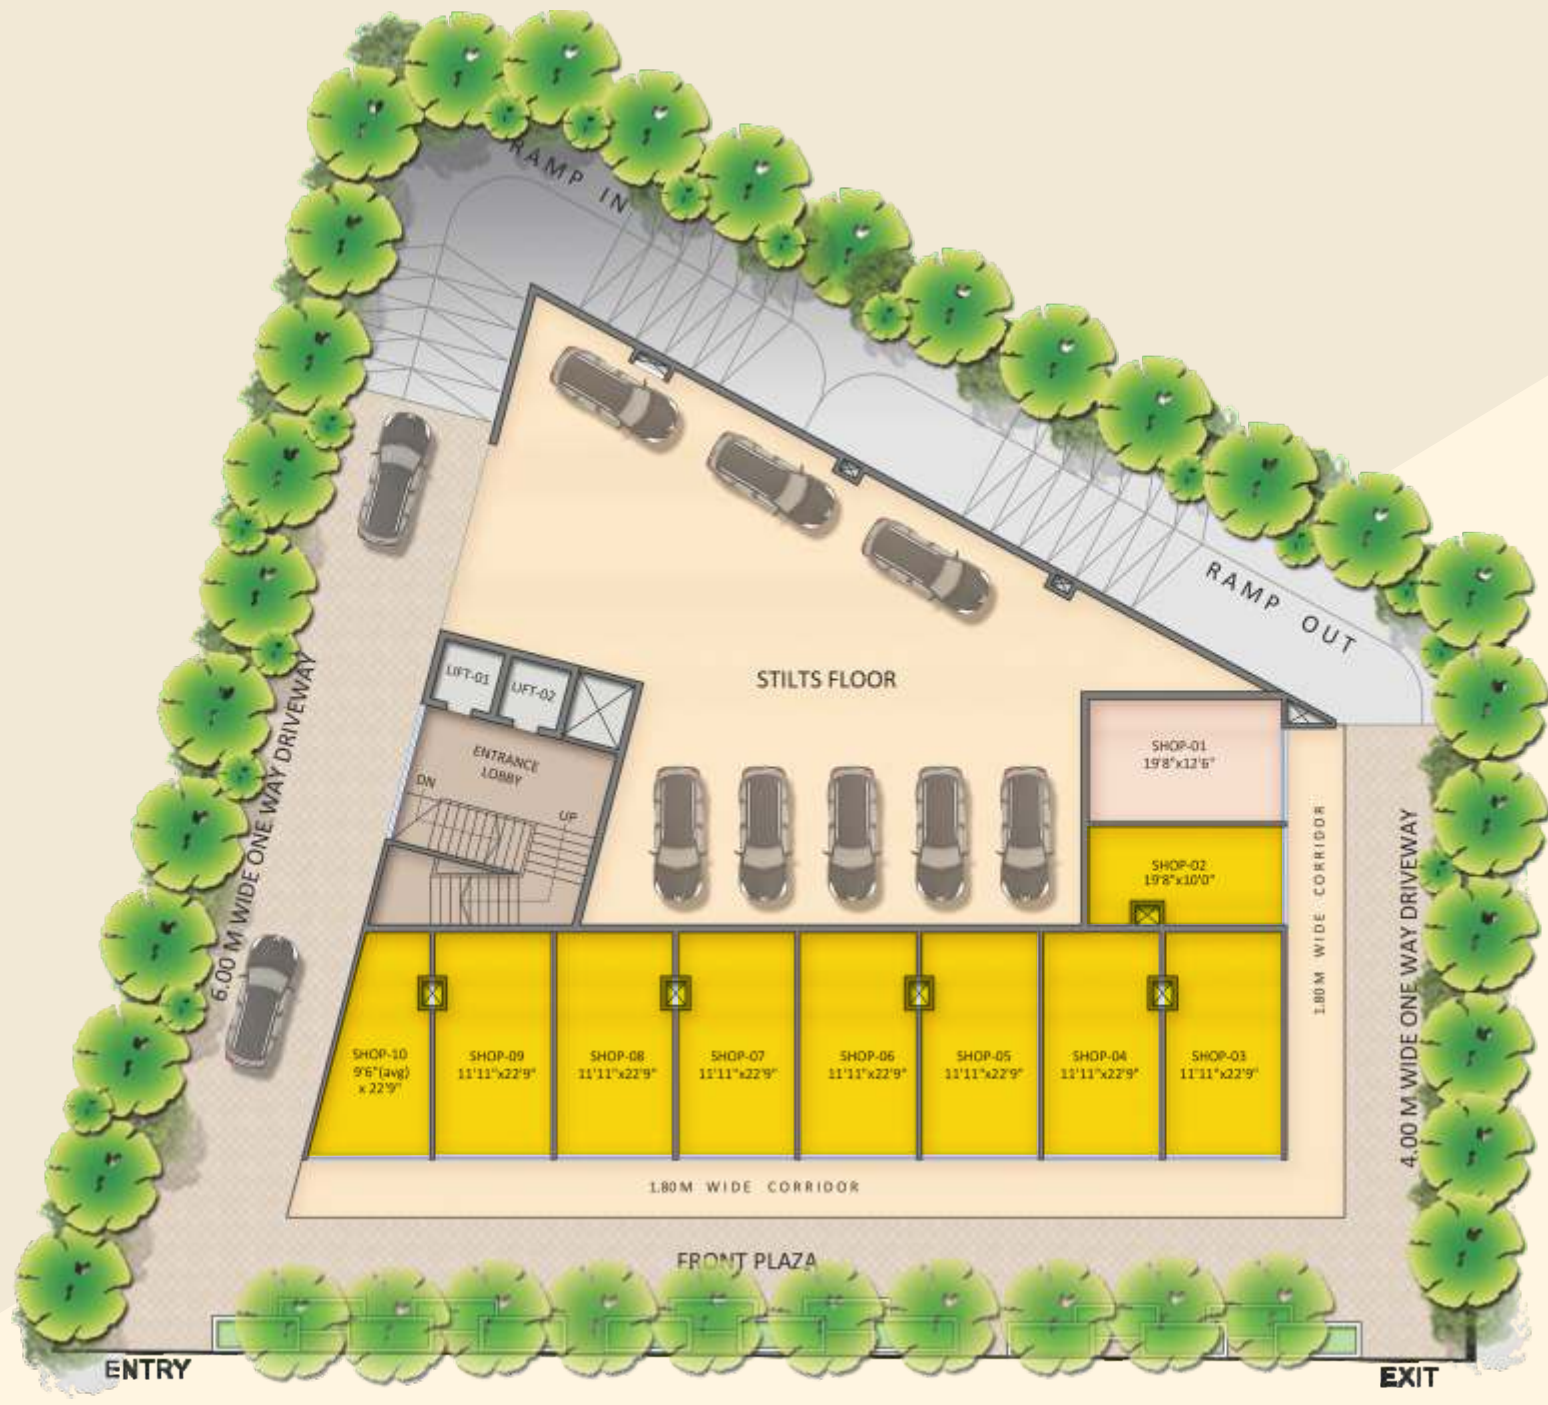 RAMP IN
RAMP OUT
STILTS FLOOR
LIFT-01
LIFT-02
ENTRANCE
LOBBY
DN
UP
SHOP-01
19'8"x12'6"
SHOP-02
19'8"x10'0"
6.00 M WIDE ONE WAY DRIVEWAY
1.80 M WIDE CORRIDOR
4.00 M WIDE ONE WAY DRIVEWAY
SHOP-10
9'6"(avg)
x 22'9"
SHOP-09
11'11"x22'9"
SHOP-08
11'11"x22'9"
SHOP-07
11'11"x22'9"
SHOP-06
11'11"x22'9"
SHOP-05
11'11"x22'9"
SHOP-04
11'11"x22'9"
SHOP-03
11'11"x22'9"
1.80 M WIDE CORRIDOR
FRONT PLAZA
ENTRY
EXIT